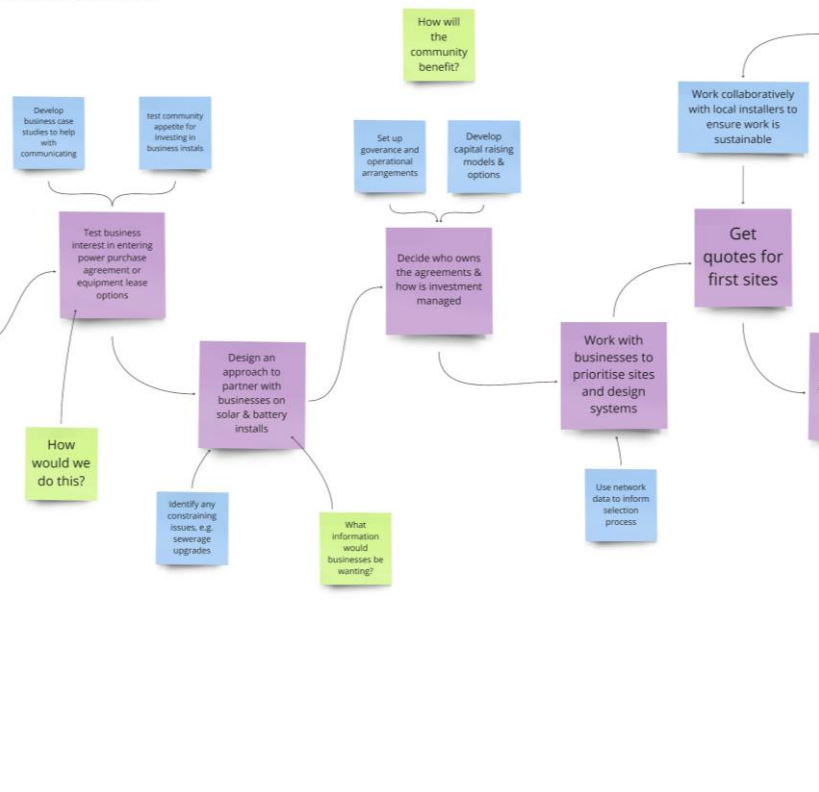 How will
the
community
benefit?
Develop
business case
studies to help
with
communicating
test community
appetite for
investing in
business instals
Set up
goverance and
operational
arrangements
Develop
capital raising
models &
options
Work collaboratively
with local installers to
ensure work is
sustainable
Test business
interest in entering
power purchase
agreement or
equipment lease
options
Decide who owns
the agreements &
how is investment
managed
Get
quotes for
first sites
Design an
approach to
partner with
businesses on
solar & battery
installs
Work with
businesses to
prioritise sites
and design
systems
How
would we
do this?
Identify any
constraining
issues, e.g.
sewerage
upgrades
What
information
would
businesses be
wanting?
Use network
data to inform
selection
process